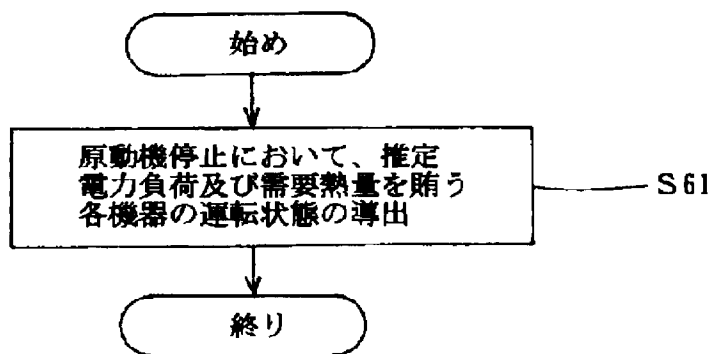 始め
原動機停止において、推定
電力負荷及び需要熱量を賄う
各機器の運転状態の導出
S61
終り